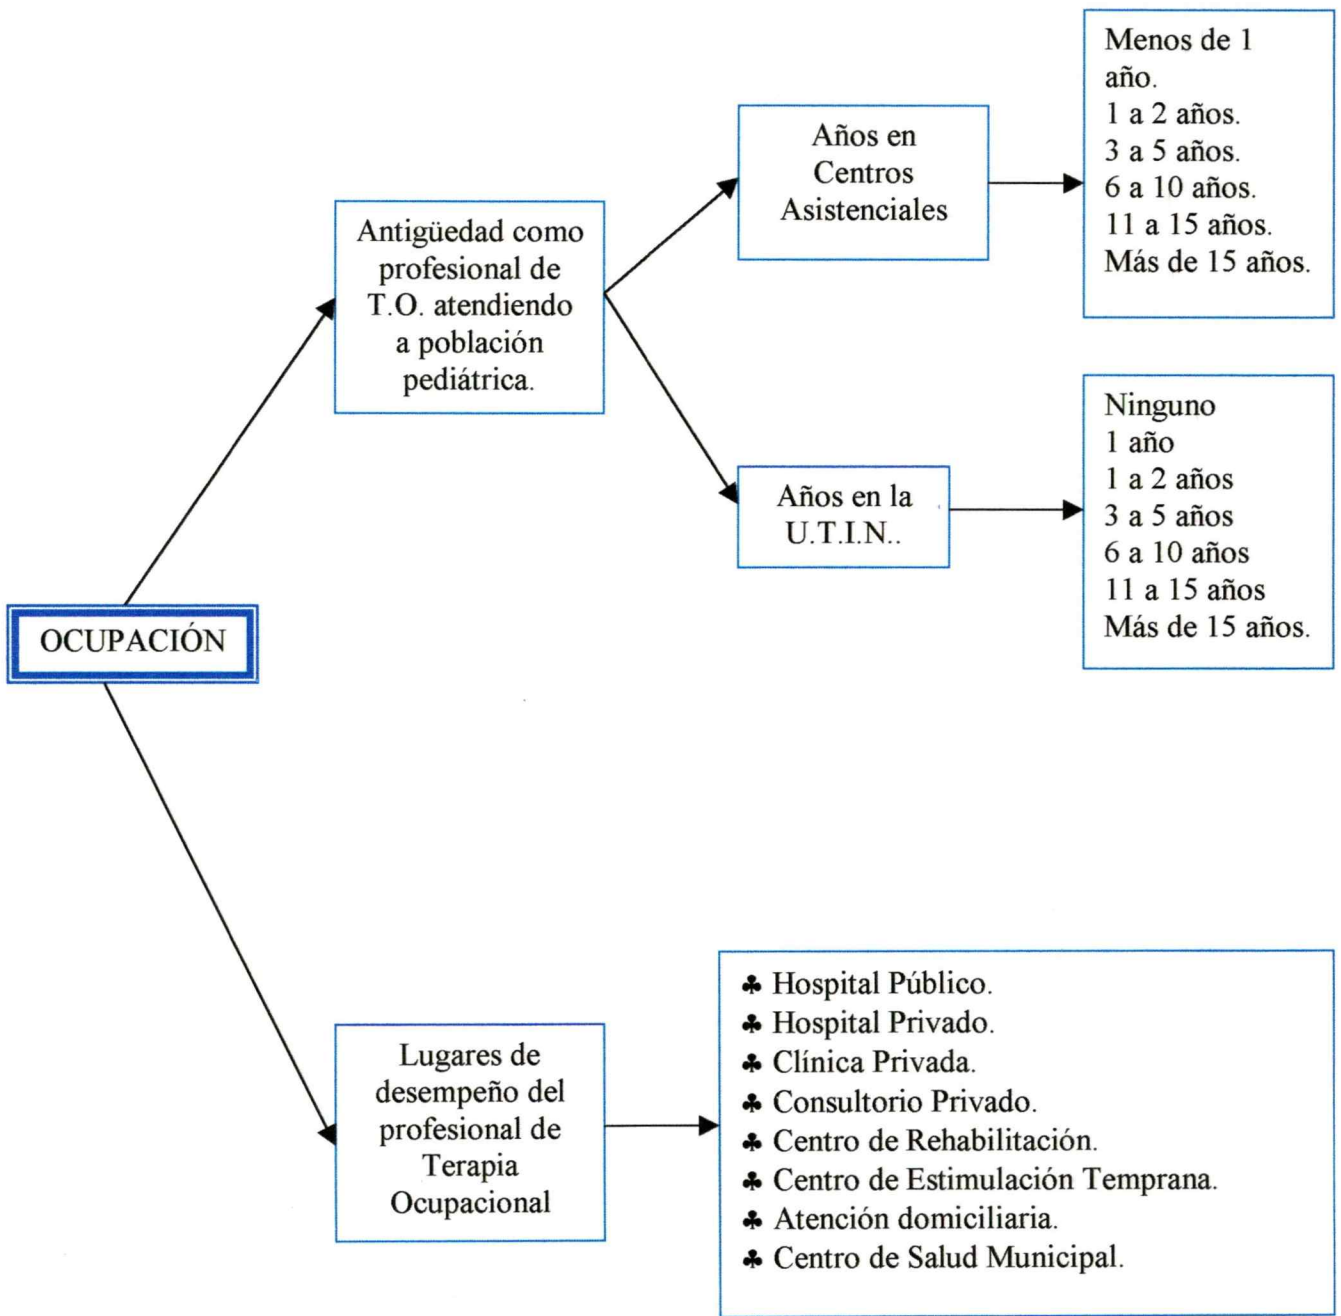 Menos de 1
año.
1 a 2 años.
3 a 5 años.
6 a 10 años.
11 a 15 años.
Más de 15 años.
Años en
Centros
Asistenciales
Antigüedad como
profesional de
T.O. atendiendo
a población
pediátrica.
Ninguno
1 año
1 a 2 años
3 a 5 años
6 a 10 años
11 a 15 años
Más de 15 años.
Años en la
U.T.I.N..
OCUPACIÓN
Lugares de
desempeño del
profesional de
Terapia
Ocupacional
♣ Hospital Público.
♣ Hospital Privado.
♣ Clínica Privada.
♣ Consultorio Privado.
♣ Centro de Rehabilitación.
♣ Centro de Estimulación Temprana.
♣ Atención domiciliaria.
♣ Centro de Salud Municipal.